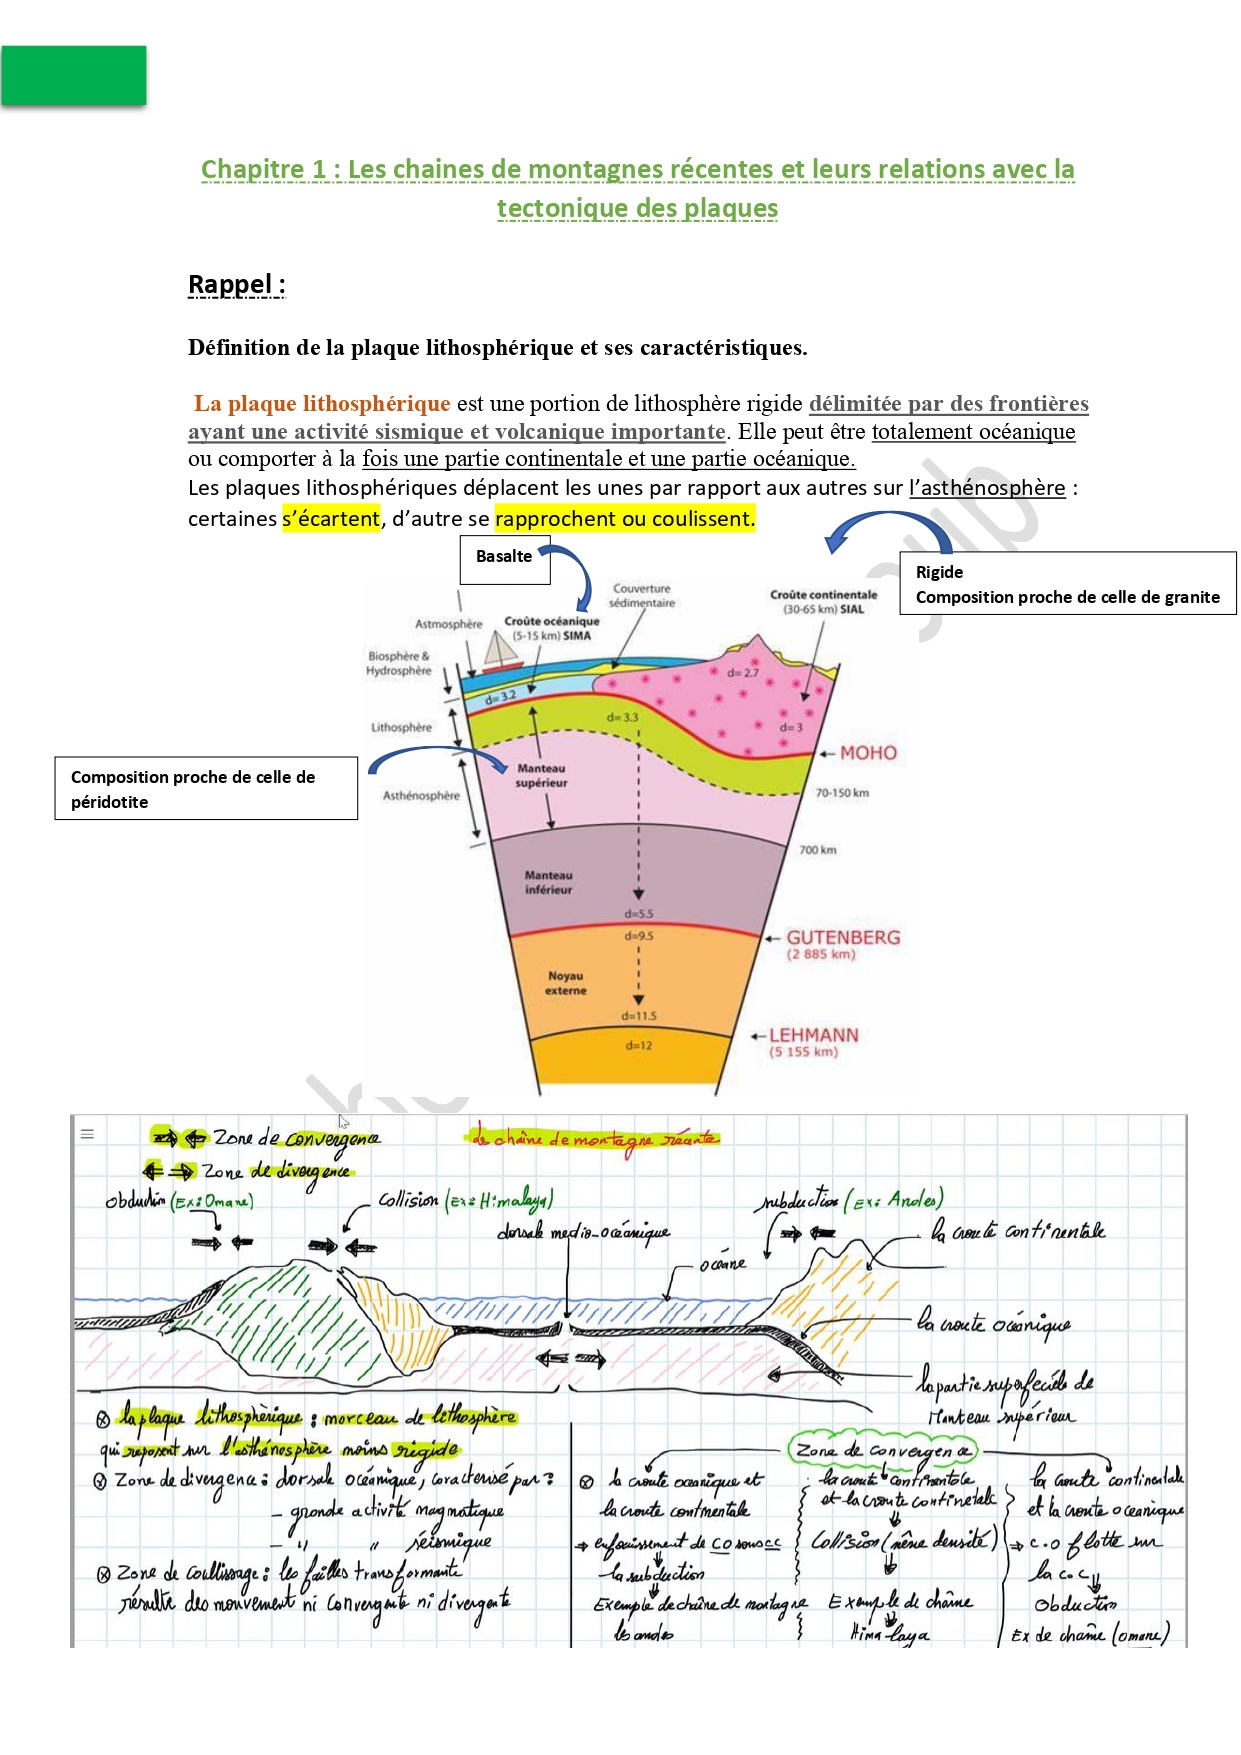 Chapitre 1 : Les chaines de montagnes récentes et leurs relations avec la
tectonique des plaques
Rappel :
Définition de la plaque lithosphérique et ses caractéristiques.
La plaque lithosphérique est une portion de lithosphère rigide délimitée par des frontières
ayant une activité sismique et volcanique importante. Elle peut être totalement océanique
ou comporter à la fois une partie continentale et une partie océanique.
Les plaques lithosphériques déplacent les unes par rapport aux autres sur l'asthénosphère :
certaines s'écartent, d'autre se rapprochent ou coulissent.
Basalte
Rigide
Composition proche de celle de granite
Couverture
sédimentaire
Croûte continentale
(30-65 km) SIAL
Astmosphère
Croûte océanique
(5-15 km) SIMA
Biosphère &
Hydrosphère
d= 2.7
d= 3.2
d= 3.3
d= 3
Lithosphère
MOHO
Composition proche de celle de
péridotite
Manteau
supérieur
Asthénosphère
70-150 km
700 km
Manteau
inférieur
d=5.5
d=9.5
GUTENBERG
(2 885 km)
Noyau
externe
d=11.5
LEHMANN
(5 155 km)
d=12
Zone de convergence
de chaîne de montagne récente
Zone de divergence
obduction (Ex: Omane)
Collision (Ex: Himalaya)
subduction (Ex: Andes)
dorsale medio-océanique
la croute continentale
océane
la croute océanique
la partie superfeciéle de
Manteau supérieur
la plaque lithosphèrique : morceau de lithosphère
qui reposent sur l'asthénosphère moins rigide
Zone de convergence
Zone de divergence : dorsale océanique, caractérisé par :
- grande activité magmatique
- " " séismique
Zone de coullissage : les failles transformante
résulte des mouvement ni convergente ni divergente
la croute oceanique et
la croute continentale
⇒ enfouissement de CO sous CC
la subduction
Exemple de chaîne de montagne
les andes
la croute continentale
et la croute continetale
Collision (même densité)
Exemple de chaîne
Himalaya
la croute continentale
et la croute oceanique
⇒ c.o flotte sur
la c.c
Obduction
Ex de chaîne (omane)